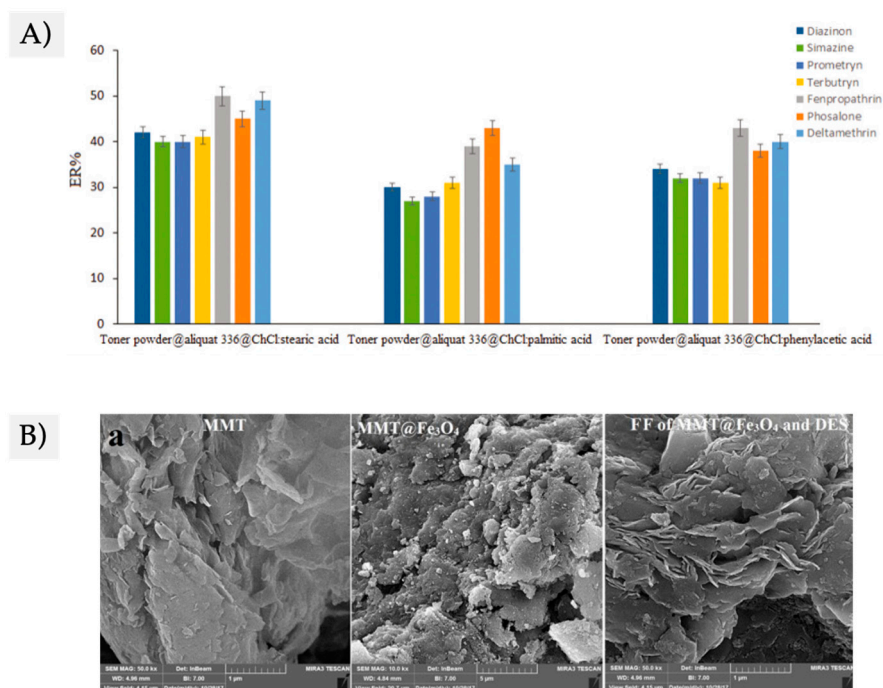 A)
60
50
40
30
20
10
0
ER%
Diazinon
Simazine
Prometryn
Terbutryn
Fenpropathrin
Phosalone
Deltamethrin
Toner powder@aliquat 336@ChCl:stearic acid
Toner powder@aliquat 336@ChCl:palmitic acid
Toner powder@aliquat 336@ChCl:phenylacetic acid
B)
a
MMT
MMT@Fe₃O₄
FF of MMT@Fe₃O₄ and DES
SEM MAG: 50.0 kx Det: InBeam
WD: 4.96 mm BI: 7.00 1 µm
SEM MAG: 10.0 kx Det: InBeam MIRA3 TESCAN
WD: 4.84 mm BI: 7.00 5 µm
SEM MAG: 50.0 kx Det: InBeam MIRA3 TESCAN
WD: 4.96 mm BI: 7.00 1 µm